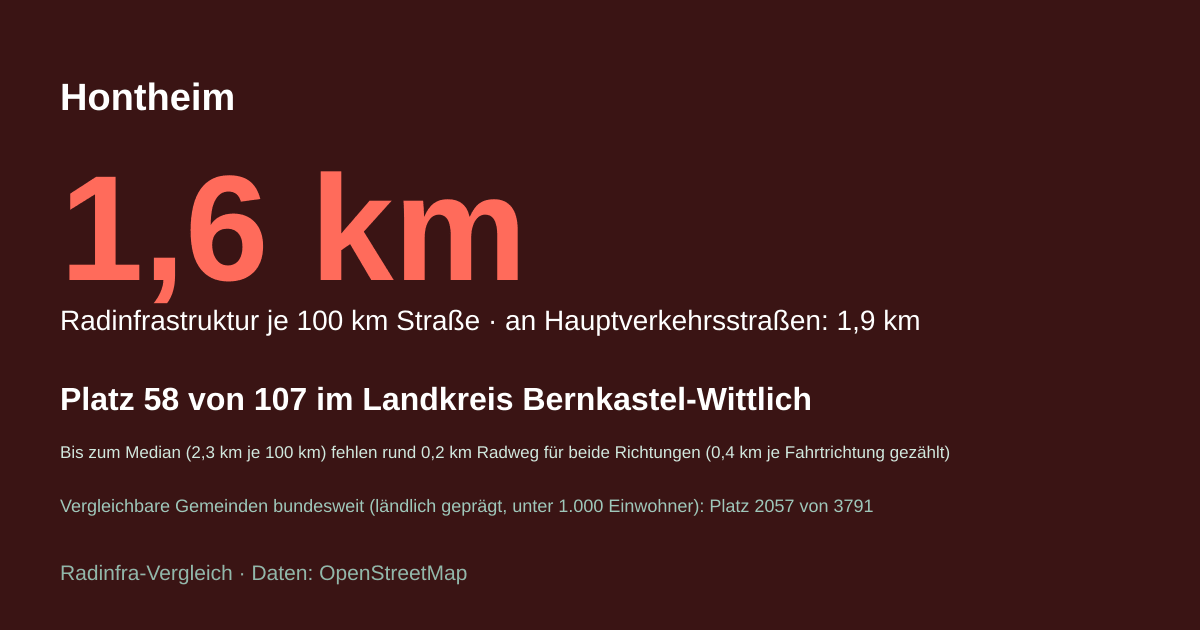 Hontheim
1,6 km
Radinfrastruktur je 100 km Straße · an Hauptverkehrsstraßen: 1,9 km
Platz 58 von 107 im Landkreis Bernkastel-Wittlich
Bis zum Median (2,3 km je 100 km) fehlen rund 0,2 km Radweg für beide Richtungen (0,4 km je Fahrtrichtung gezählt)
Vergleichbare Gemeinden bundesweit (ländlich geprägt, unter 1.000 Einwohner): Platz 2057 von 3791
Radinfra-Vergleich · Daten: OpenStreetMap